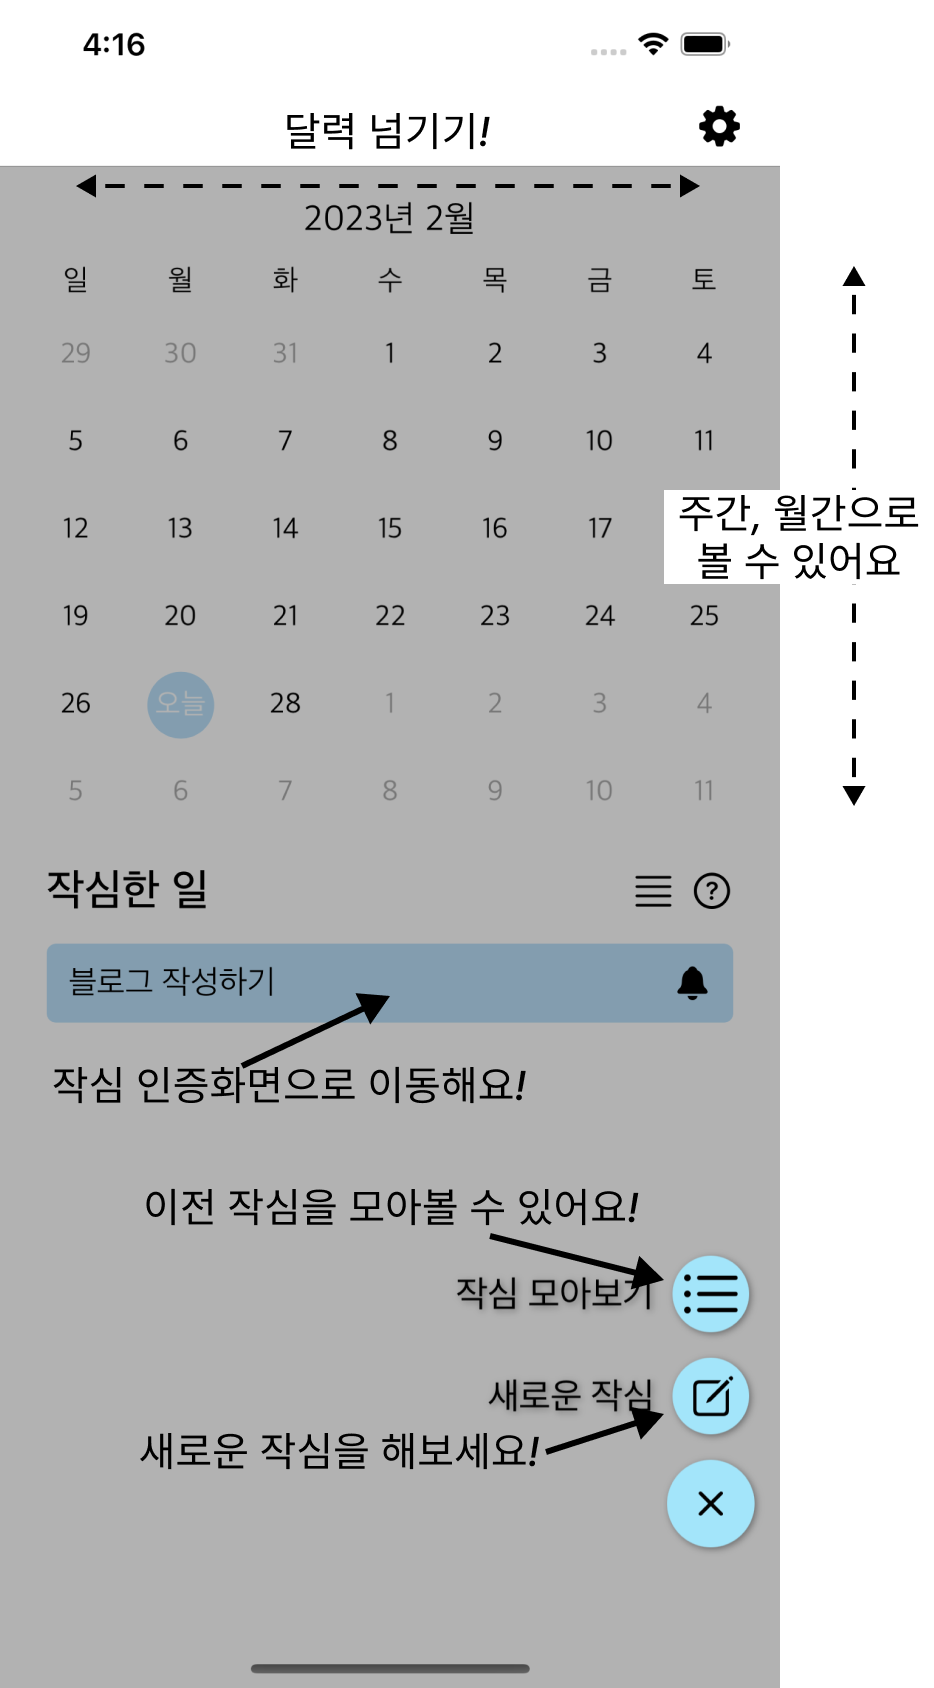 4:16
달력 넘기기!
2023년 2월
일 월 화 수 목 금 토
29 30 31 1 2 3 4
5 6 7 8 9 10 11
12 13 14 15 16 17
주간, 월간으로
볼 수 있어요
19 20 21 22 23 24 25
26 오늘 28 1 2 3 4
5 6 7 8 9 10 11
작심한 일
?
블로그 작성하기
작심 인증화면으로 이동해요!
이전 작심을 모아볼 수 있어요!
작심 모아보기
새로운 작심
새로운 작심을 해보세요!